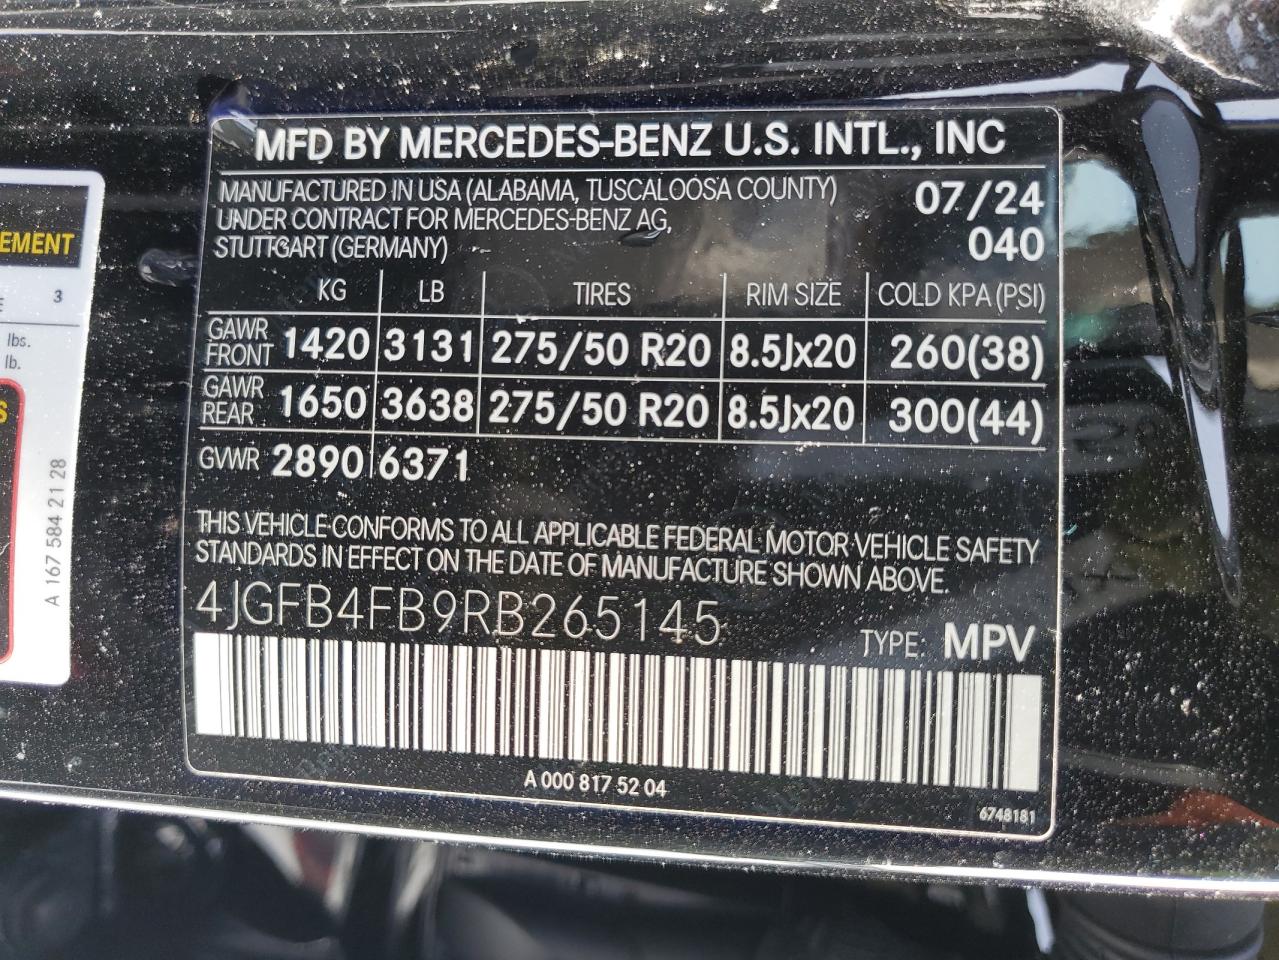 MFD BY MERCEDES-BENZ U.S. INTL., INC
MANUFACTURED IN USA (ALABAMA, TUSCALOOSA COUNTY) 07/24
UNDER CONTRACT FOR MERCEDES-BENZ AG,
STUTTGART (GERMANY) 040
KG LB TIRES RIM SIZE COLD KPA (PSI)
GAWR FRONT 1420 3131 275/50 R20 8.5Jx20 260(38)
GAWR REAR 1650 3638 275/50 R20 8.5Jx20 300(44)
GVWR 2890 6371
THIS VEHICLE CONFORMS TO ALL APPLICABLE FEDERAL MOTOR VEHICLE SAFETY
STANDARDS IN EFFECT ON THE DATE OF MANUFACTURE SHOWN ABOVE.
4JGFB4FB9RB265145
TYPE: MPV
A 000 817 52 04
6748181
EMENT
3
lbs.
lb.
S
A 167 584 21 28